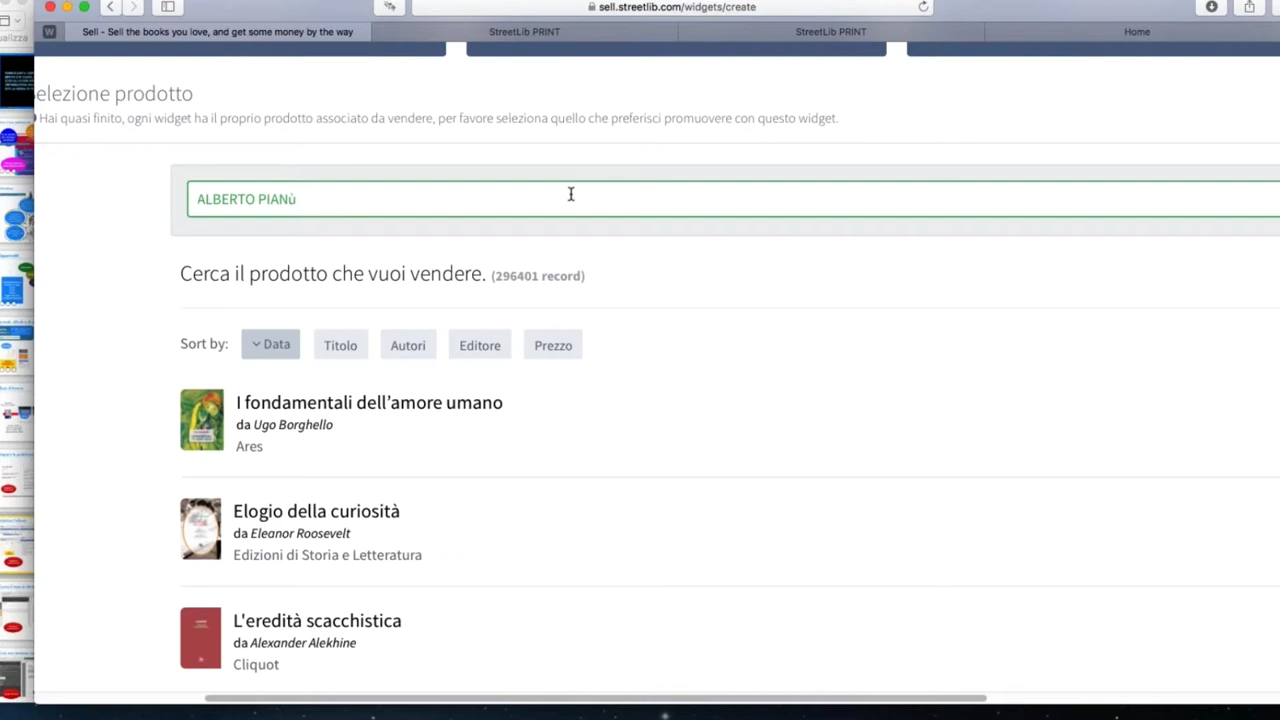 sell.streetlib.com/widgets/create
W
Sell - Sell the books you love, and get some money by the way
StreetLib PRINT
StreetLib PRINT
Home
elezione prodotto
Hai quasi finito, ogni widget ha il proprio prodotto associato da vendere, per favore seleziona quello che preferisci promuovere con questo widget.
ALBERTO PIANù
Cerca il prodotto che vuoi vendere. (296401 record)
Sort by: Data Titolo Autori Editore Prezzo
I fondamentali dell’amore umano
da Ugo Borghello
Ares
Elogio della curiosità
da Eleanor Roosevelt
Edizioni di Storia e Letteratura
L'eredità scacchistica
da Alexander Alekhine
Cliquot